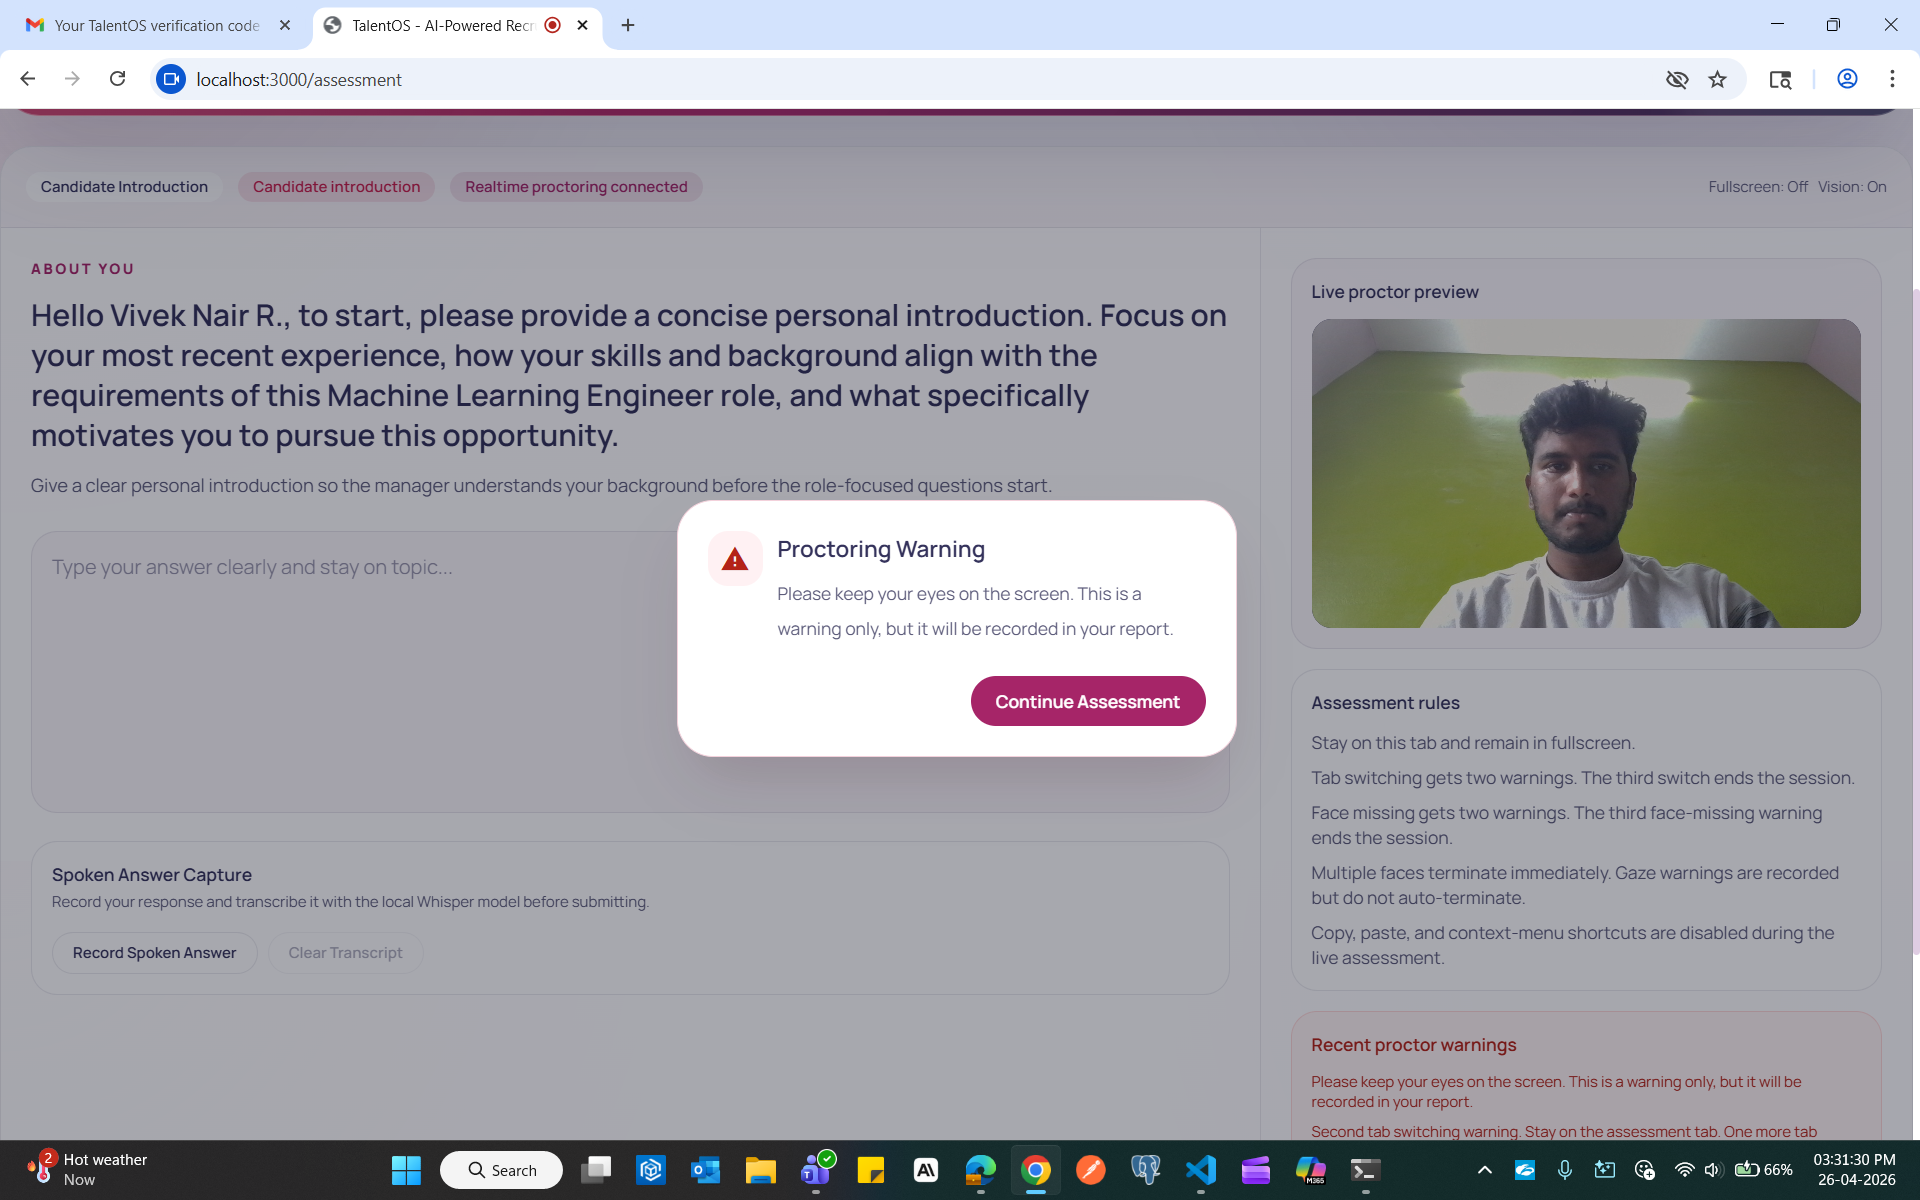 Your TalentOS verification code
TalentOS - AI-Powered Recr
localhost:3000/assessment
Candidate Introduction
Candidate introduction
Realtime proctoring connected
Fullscreen: Off Vision: On
ABOUT YOU
Hello Vivek Nair R., to start, please provide a concise personal introduction. Focus on
your most recent experience, how your skills and background align with the
requirements of this Machine Learning Engineer role, and what specifically
motivates you to pursue this opportunity.
Give a clear personal introduction so the manager understands your background before the role-focused questions start.
Type your answer clearly and stay on topic...
Proctoring Warning
Please keep your eyes on the screen. This is a
warning only, but it will be recorded in your report.
Continue Assessment
Spoken Answer Capture
Record your response and transcribe it with the local Whisper model before submitting.
Record Spoken Answer
Clear Transcript
Live proctor preview
Assessment rules
Stay on this tab and remain in fullscreen.
Tab switching gets two warnings. The third switch ends the session.
Face missing gets two warnings. The third face-missing warning
ends the session.
Multiple faces terminate immediately. Gaze warnings are recorded
but do not auto-terminate.
Copy, paste, and context-menu shortcuts are disabled during the
live assessment.
Recent proctor warnings
Please keep your eyes on the screen. This is a warning only, but it will be
recorded in your report.
Second tab switching warning. Stay on the assessment tab. One more tab
2
Hot weather
Now
Search
M365
66%
03:31:30 PM
26-04-2026